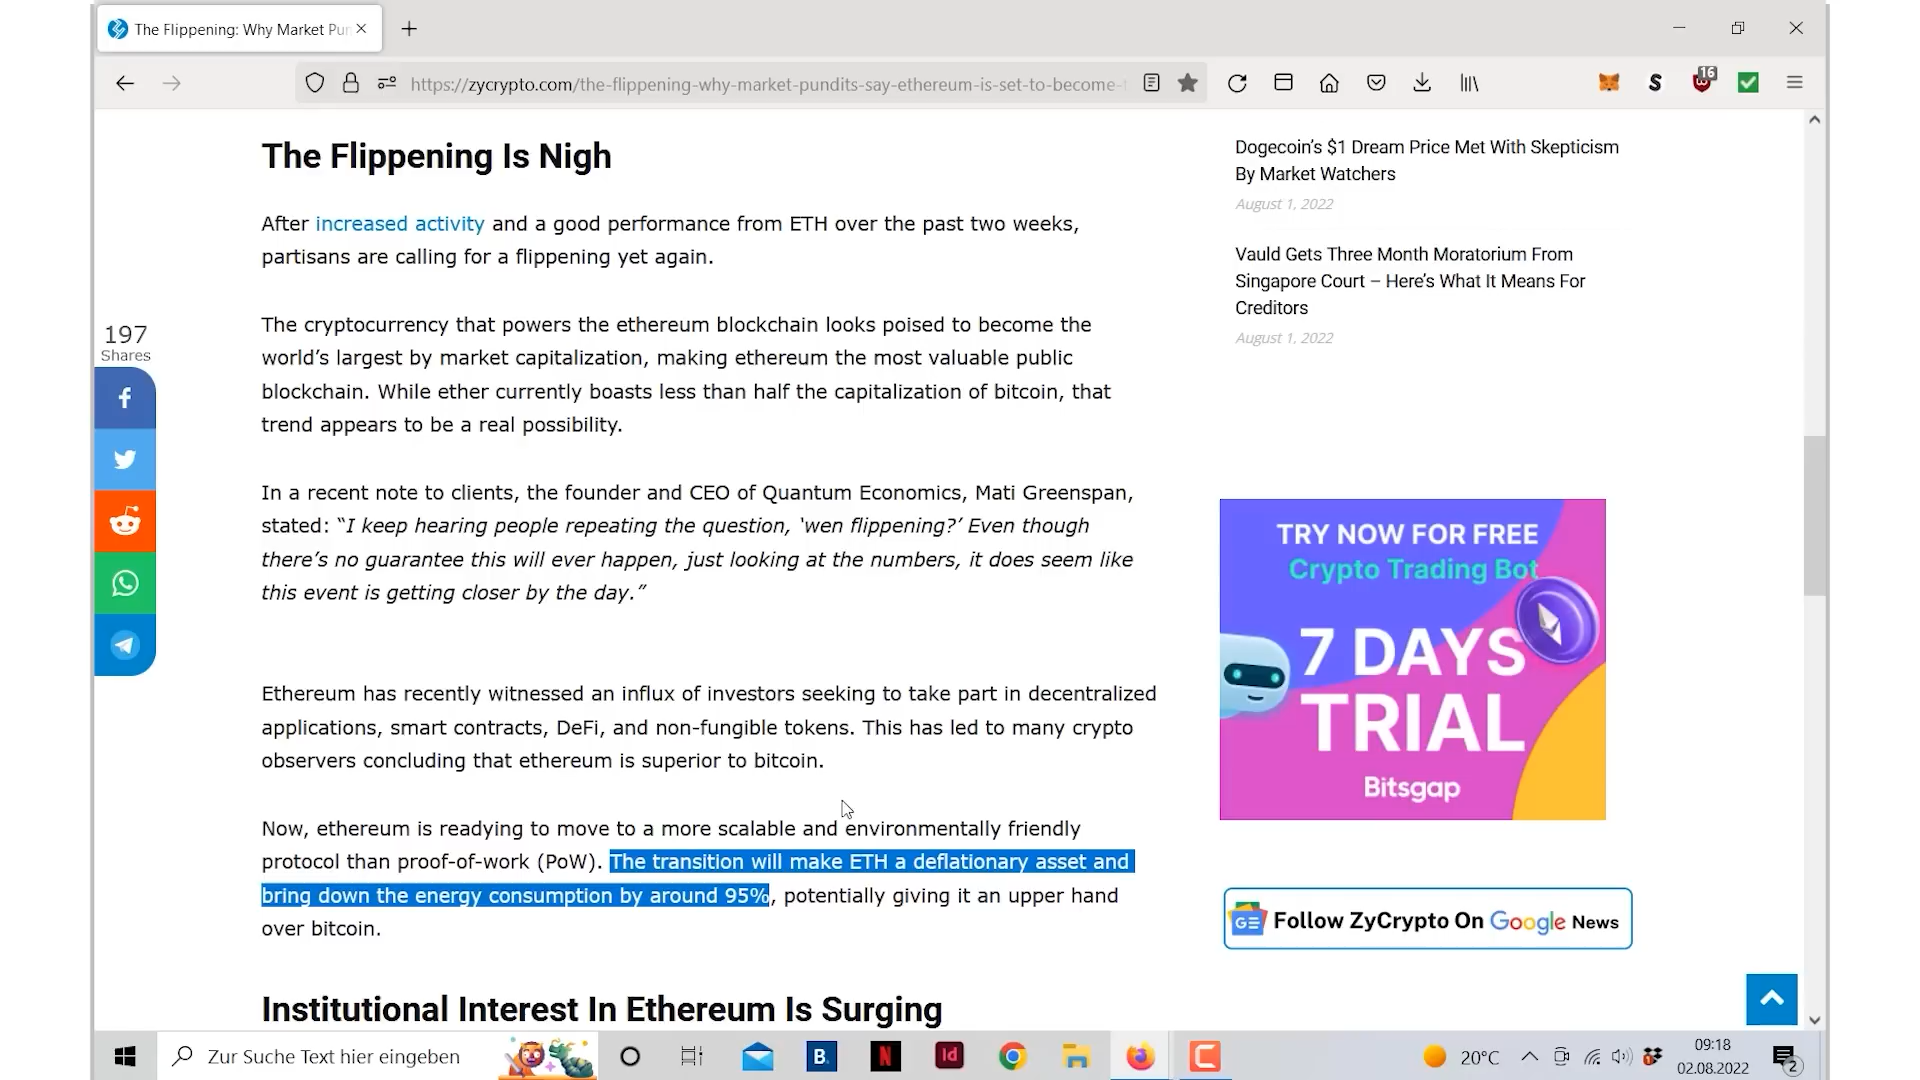 The Flippening: Why Market Pun
https://zycrypto.com/the-flippening-why-market-pundits-say-ethereum-is-set-to-become-
16
The Flippening Is Nigh
After increased activity and a good performance from ETH over the past two weeks,
partisans are calling for a flippening yet again.
The cryptocurrency that powers the ethereum blockchain looks poised to become the
world’s largest by market capitalization, making ethereum the most valuable public
blockchain. While ether currently boasts less than half the capitalization of bitcoin, that
trend appears to be a real possibility.
In a recent note to clients, the founder and CEO of Quantum Economics, Mati Greenspan,
stated: “I keep hearing people repeating the question, ‘wen flippening?’ Even though
there’s no guarantee this will ever happen, just looking at the numbers, it does seem like
this event is getting closer by the day.”
Ethereum has recently witnessed an influx of investors seeking to take part in decentralized
applications, smart contracts, DeFi, and non-fungible tokens. This has led to many crypto
observers concluding that ethereum is superior to bitcoin.
Now, ethereum is readying to move to a more scalable and environmentally friendly
protocol than proof-of-work (PoW). The transition will make ETH a deflationary asset and
bring down the energy consumption by around 95%, potentially giving it an upper hand
over bitcoin.
Institutional Interest In Ethereum Is Surging
197
Shares
Dogecoin’s $1 Dream Price Met With Skepticism
By Market Watchers
August 1, 2022
Vauld Gets Three Month Moratorium From
Singapore Court – Here’s What It Means For
Creditors
August 1, 2022
TRY NOW FOR FREE
Crypto Trading Bot
7 DAYS
TRIAL
Bitsgap
GE Follow ZyCrypto On Google News
Zur Suche Text hier eingeben
B.
N
Id
20°C
09:18
02.08.2022
2